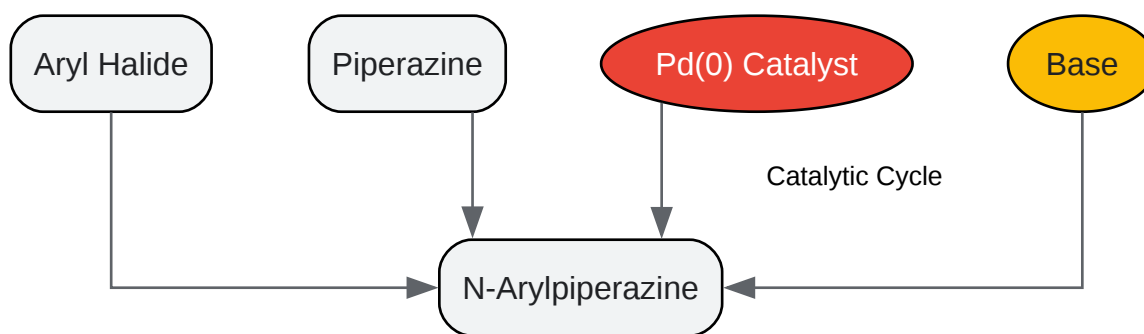 Aryl Halide
Piperazine
Pd(0) Catalyst
Base
Catalytic Cycle
N-Arylpiperazine